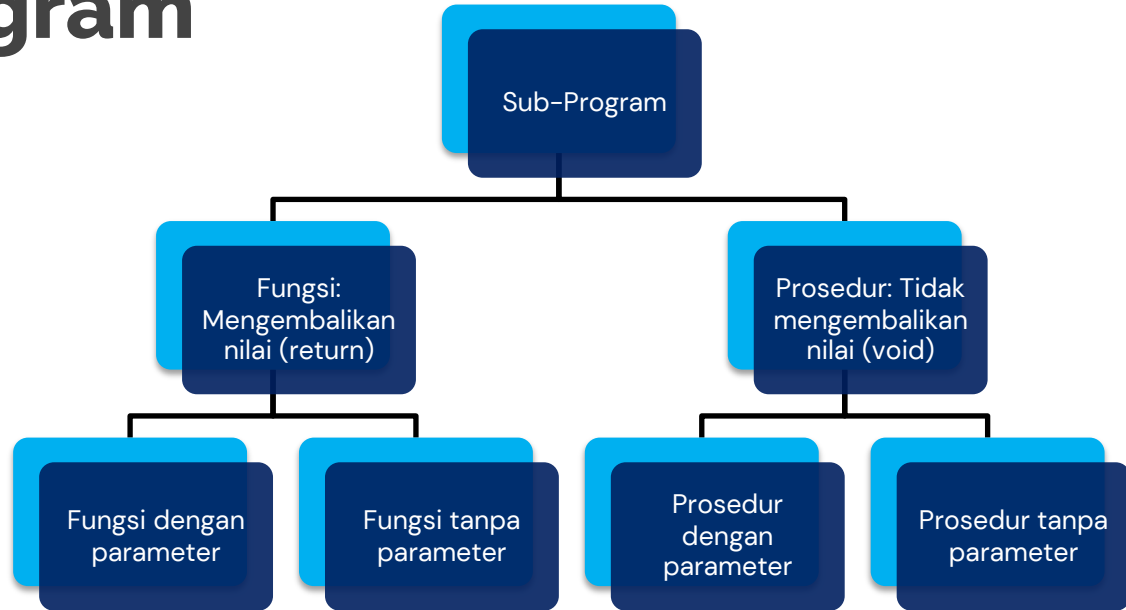 gram
Sub-Program
Fungsi:
Mengembalikan
nilai (return)
Prosedur: Tidak
mengembalikan
nilai (void)
Fungsi dengan
parameter
Fungsi tanpa
parameter
Prosedur
dengan
parameter
Prosedur tanpa
parameter